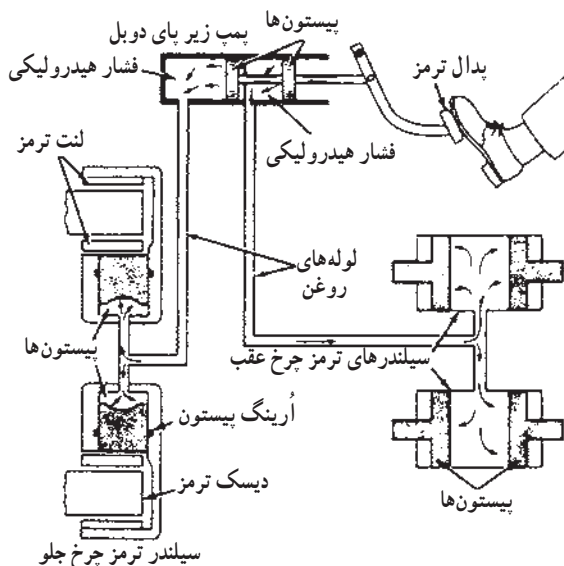 پیستون‌ها
پمپ زیر پای دوبل
فشار هیدرولیکی
پدال ترمز
فشار هیدرولیکی
لنت ترمز
لوله‌های
روغن
سیلندرهای ترمز چرخ عقب
پیستون‌ها
اُرینگ پیستون
دیسک ترمز
پیستون‌ها
سیلندر ترمز چرخ جلو